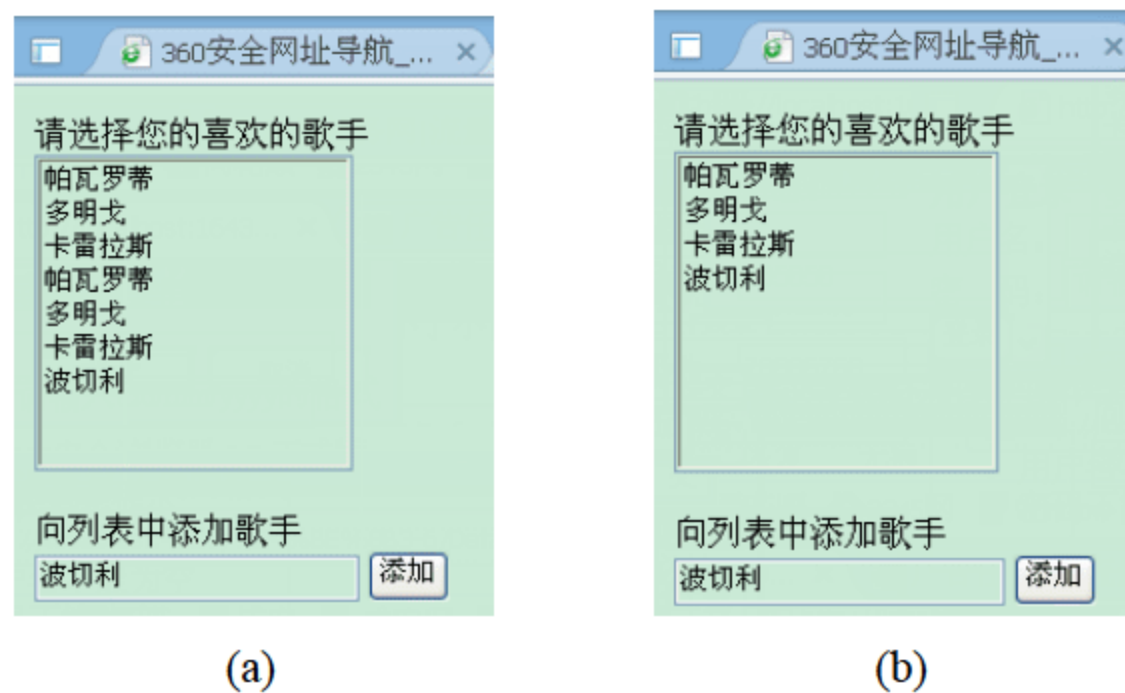 360安全网址导航_...
请选择您的喜欢的歌手
帕瓦罗蒂
多明戈
卡雷拉斯
帕瓦罗蒂
多明戈
卡雷拉斯
波切利
向列表中添加歌手
波切利 添加
(a)
360安全网址导航_...
请选择您的喜欢的歌手
帕瓦罗蒂
多明戈
卡雷拉斯
波切利
向列表中添加歌手
波切利 添加
(b)